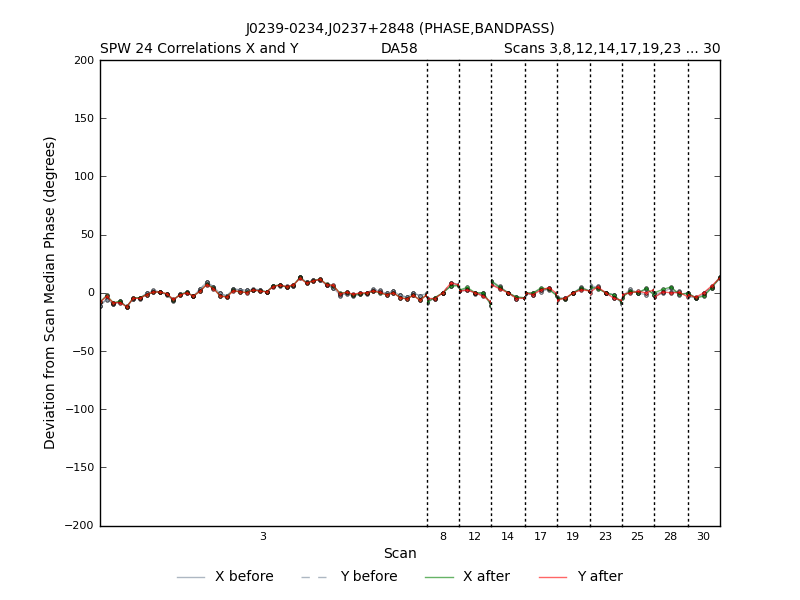 J0239-0234,J0237+2848 (PHASE,BANDPASS)
SPW 24 Correlations X and Y DA58 Scans 3,8,12,14,17,19,23 ... 30
Deviation from Scan Median Phase (degrees)
200
150
100
50
0
−50
−100
−150
−200
3 8 12 14 17 19 23 25 28 30
Scan
X before Y before X after Y after